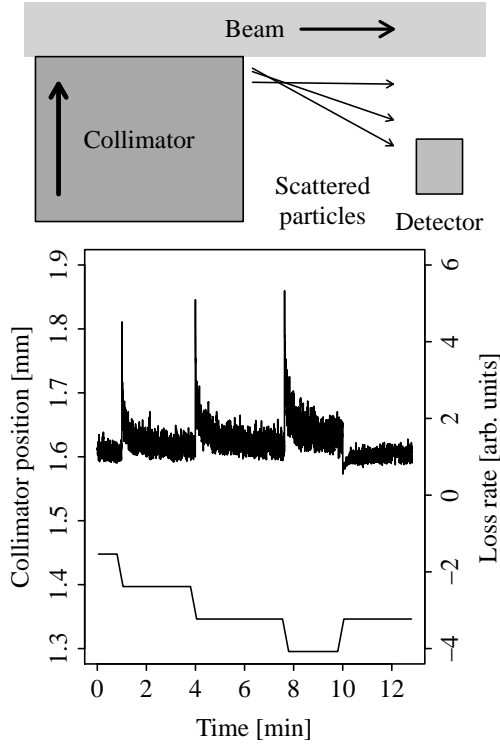 Beam
Collimator
Scattered
particles
Detector
Collimator position [mm]
1.9
1.8
1.7
1.6
1.5
1.4
1.3
6
4
2
0
−2
−4
Loss rate [arb. units]
0 2 4 6 8 10 12
Time [min]